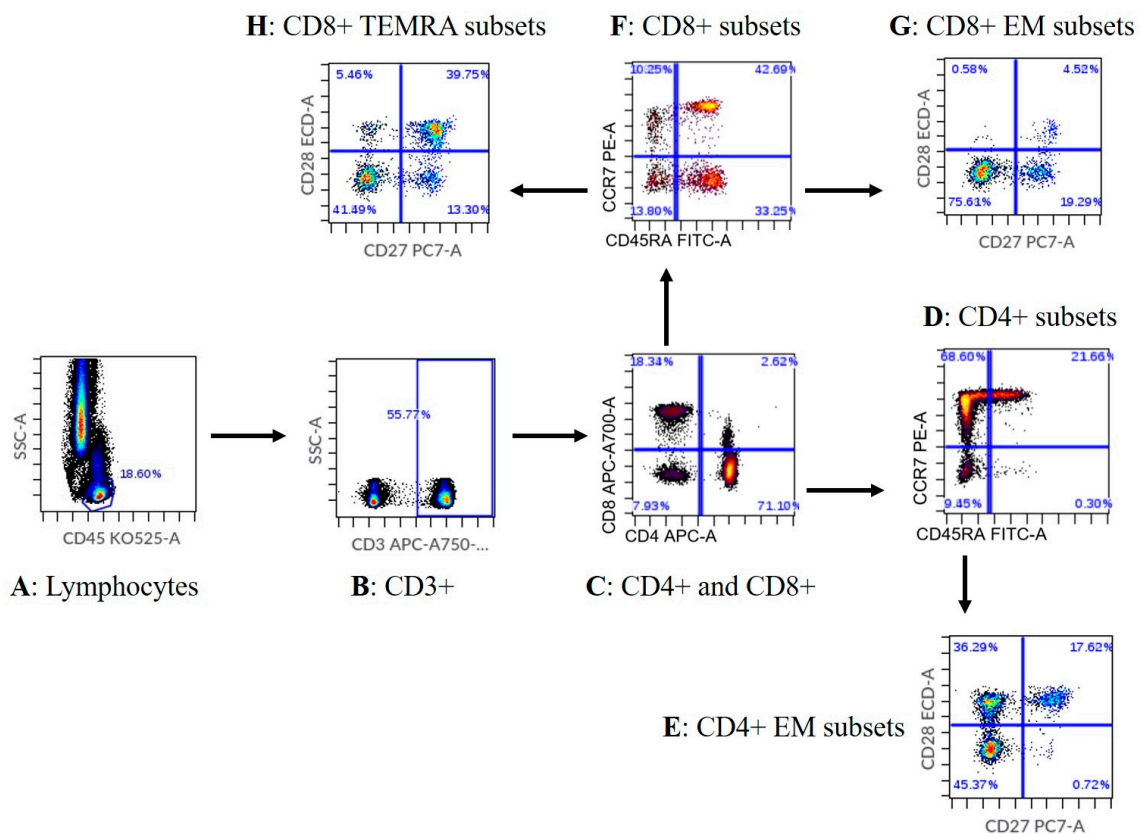 H: CD8+ TEMRA subsets
F: CD8+ subsets
G: CD8+ EM subsets
5.46%
39.75%
41.49%
13.30%
CD28 ECD-A
CD27 PC7-A
10.25%
42.69%
13.80%
33.25%
CCR7 PE-A
CD45RA FITC-A
0.58%
4.52%
75.61%
19.29%
CD28 ECD-A
CD27 PC7-A
D: CD4+ subsets
18.60%
SSC-A
CD45 KO525-A
A: Lymphocytes
55.77%
SSC-A
CD3 APC-A750-...
B: CD3+
18.34%
2.62%
7.93%
71.10%
CD8 APC-A700-A
CD4 APC-A
C: CD4+ and CD8+
68.60%
21.66%
9.45%
0.30%
CCR7 PE-A
CD45RA FITC-A
E: CD4+ EM subsets
36.29%
17.62%
45.37%
0.72%
CD28 ECD-A
CD27 PC7-A